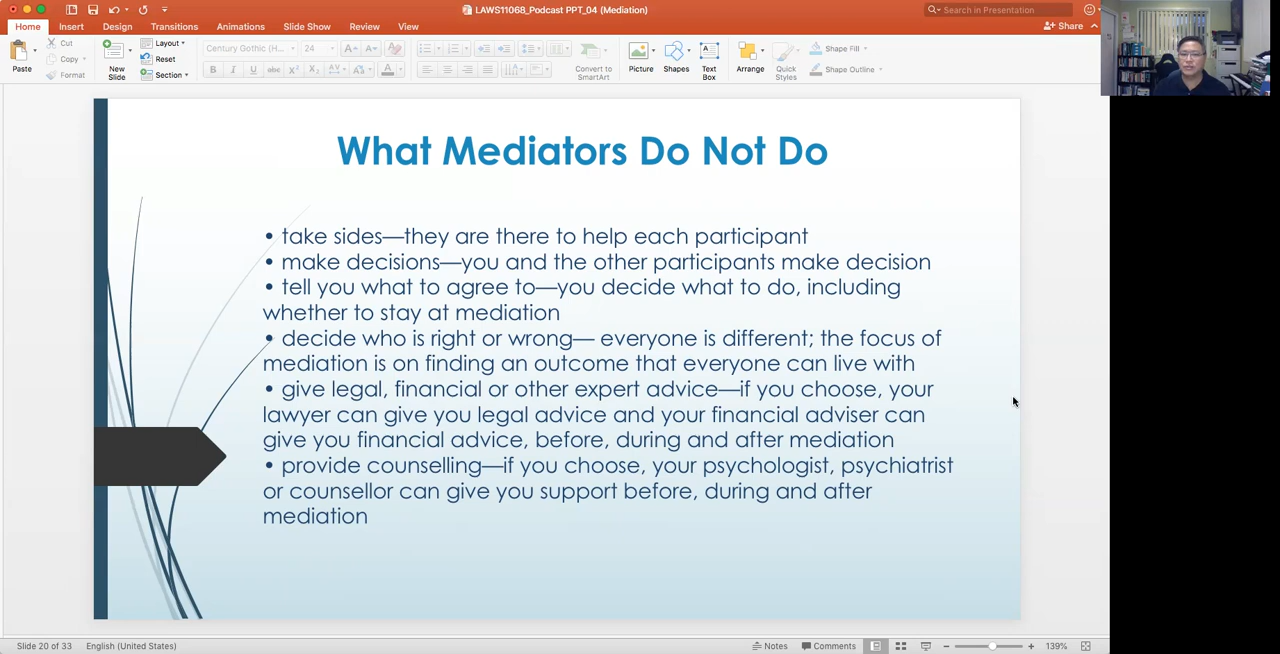 LAWS11068_Podcast PPT_04 (Mediation)
Search in Presentation
Home Insert Design Transitions Animations Slide Show Review View
Share
Paste
Cut
Copy
Format
New Slide
Layout
Reset
Section
Century Gothic (H... 24
Convert to SmartArt
Picture
Shapes
Text Box
Arrange
Quick Styles
Shape Fill
Shape Outline
What Mediators Do Not Do
• take sides—they are there to help each participant
• make decisions—you and the other participants make decision
• tell you what to agree to—you decide what to do, including
whether to stay at mediation
• decide who is right or wrong— everyone is different; the focus of
mediation is on finding an outcome that everyone can live with
• give legal, financial or other expert advice—if you choose, your
lawyer can give you legal advice and your financial adviser can
give you financial advice, before, during and after mediation
• provide counselling—if you choose, your psychologist, psychiatrist
or counsellor can give you support before, during and after
mediation
Slide 20 of 33 English (United States) Notes Comments 139%